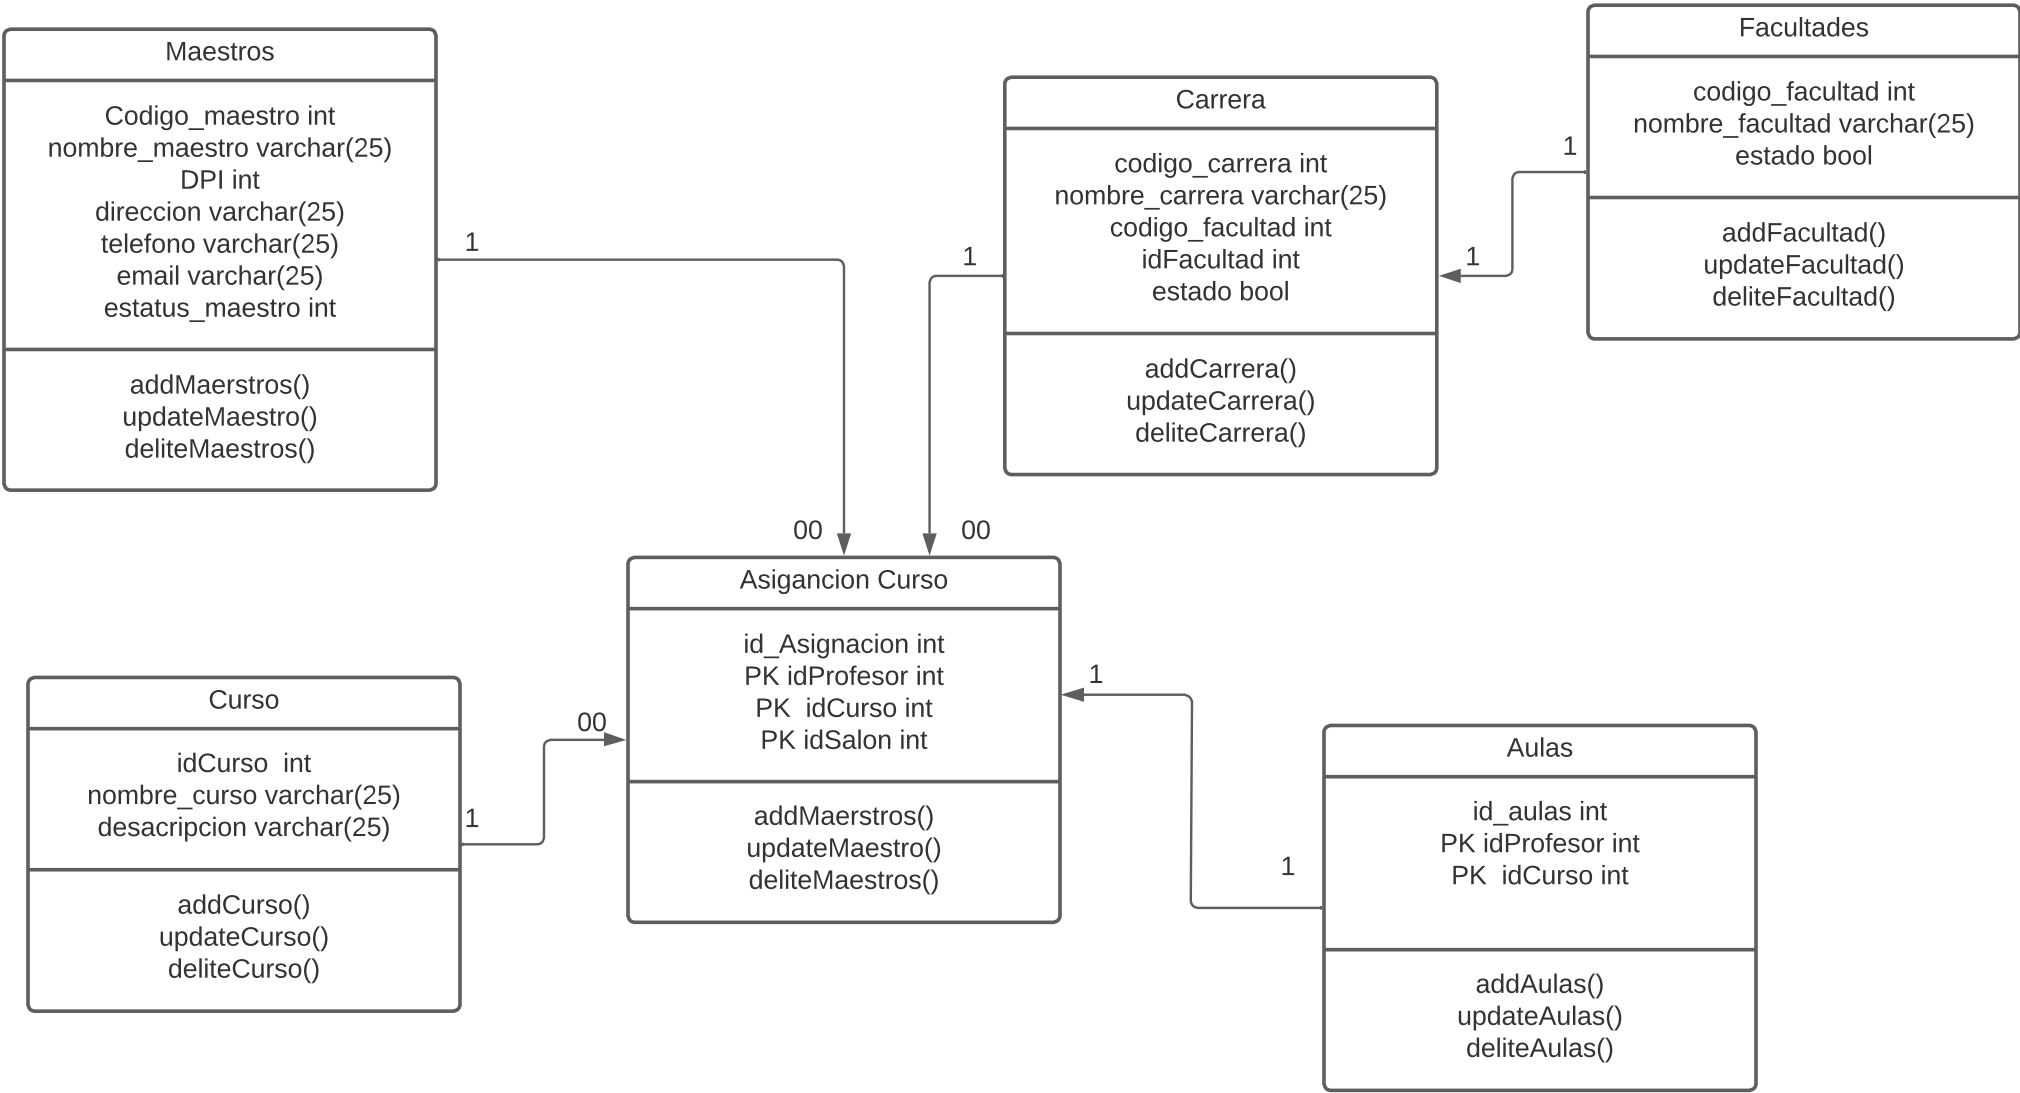 Maestros
Codigo_maestro int
nombre_maestro varchar(25)
DPI int
direccion varchar(25)
telefono varchar(25)
email varchar(25)
estatus_maestro int
addMaerstros()
updateMaestro()
deliteMaestros()
1
00
Carrera
codigo_carrera int
nombre_carrera varchar(25)
codigo_facultad int
idFacultad int
estado bool
addCarrera()
updateCarrera()
deliteCarrera()
1
00
Facultades
codigo_facultad int
nombre_facultad varchar(25)
estado bool
addFacultad()
updateFacultad()
deliteFacultad()
1
1
Asigancion Curso
id_Asignacion int
PK idProfesor int
PK  idCurso int
PK idSalon int
addMaerstros()
updateMaestro()
deliteMaestros()
Curso
idCurso  int
nombre_curso varchar(25)
desacripcion varchar(25)
addCurso()
updateCurso()
deliteCurso()
1
00
Aulas
id_aulas int
PK idProfesor int
PK  idCurso int
addAulas()
updateAulas()
deliteAulas()
1
1